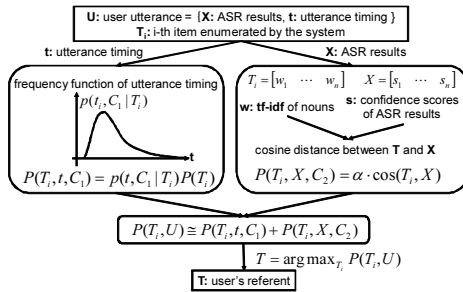 U: user utterance = {X: ASR results, t: utterance timing }
Tᵢ: i-th item enumerated by the system
t: utterance timing
X: ASR results
frequency function of utterance timing
p(tᵢ, C₁ | Tᵢ)
t
P(Tᵢ, t, C₁) = p(t, C₁ | Tᵢ)P(Tᵢ)
Tᵢ = [w₁ ⋯ wₙ] X = [s₁ ⋯ sₙ]
w: tf-idf of nouns
s: confidence scores
of ASR results
cosine distance between T and X
P(Tᵢ, X, C₂) = α · cos(Tᵢ, X)
P(Tᵢ, U) ≅ P(Tᵢ, t, C₁) + P(Tᵢ, X, C₂)
T = arg max_Tᵢ P(Tᵢ, U)
T: user's referent